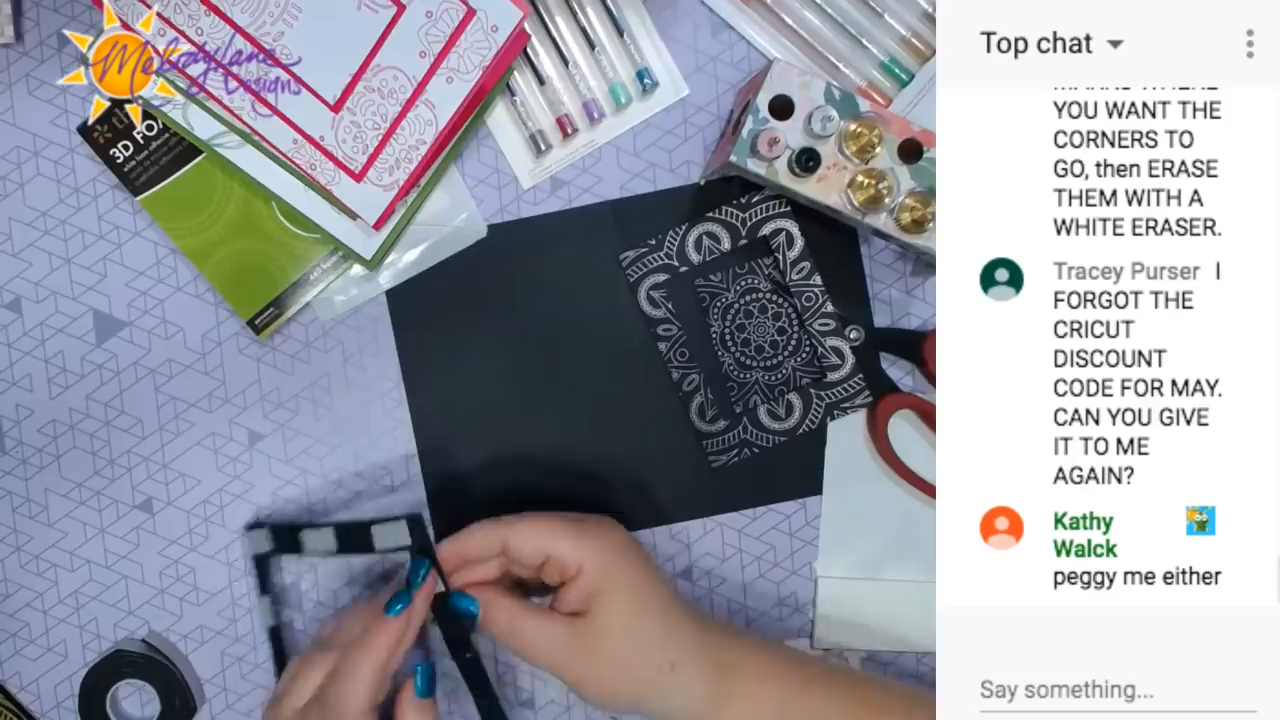 MelrayLane
Designs
3D FOA
Top chat
YOU WANT THE
CORNERS TO
GO, then ERASE
THEM WITH A
WHITE ERASER.
Tracey Purser I
FORGOT THE
CRICUT
DISCOUNT
CODE FOR MAY.
CAN YOU GIVE
IT TO ME
AGAIN?
Kathy
Walck
peggy me either
Say something...